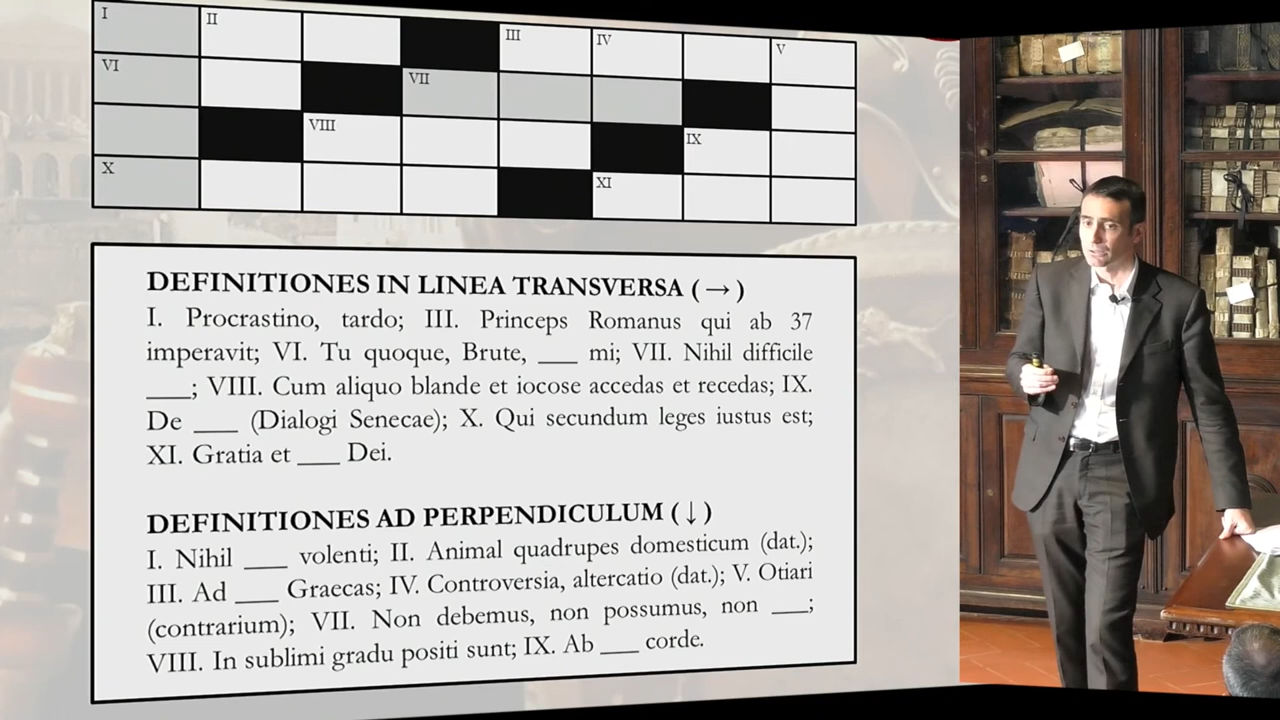 I II III IV V
VI VII
VIII IX
X XI
DEFINITIONES IN LINEA TRANSVERSA (→)
I. Procrastino, tardo; III. Princeps Romanus qui ab 37
imperavit; VI. Tu quoque, Brute, ___ mi; VII. Nihil difficile
___; VIII. Cum aliquo blande et iocose accedas et recedas; IX.
De ___ (Dialogi Senecae); X. Qui secundum leges iustus est;
XI. Gratia et ___ Dei.
DEFINITIONES AD PERPENDICULUM (↓)
I. Nihil ___ volenti; II. Animal quadrupes domesticum (dat.);
III. Ad ___ Graecas; IV. Controversia, altercatio (dat.); V. Otiari
(contrarium); VII. Non debemus, non possumus, non ___;
VIII. In sublimi gradu positi sunt; IX. Ab ___ corde.